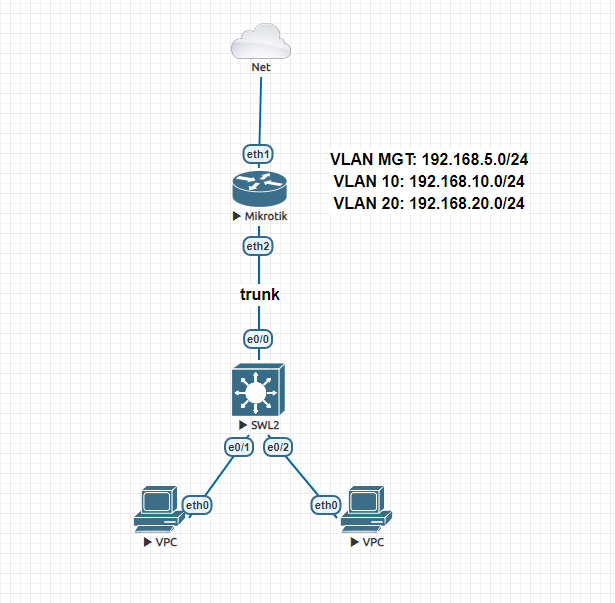 Net
eth1
VLAN MGT: 192.168.5.0/24
VLAN 10: 192.168.10.0/24
VLAN 20: 192.168.20.0/24
Mikrotik
eth2
trunk
e0/0
SWL2
e0/1
e0/2
eth0
eth0
VPC
VPC